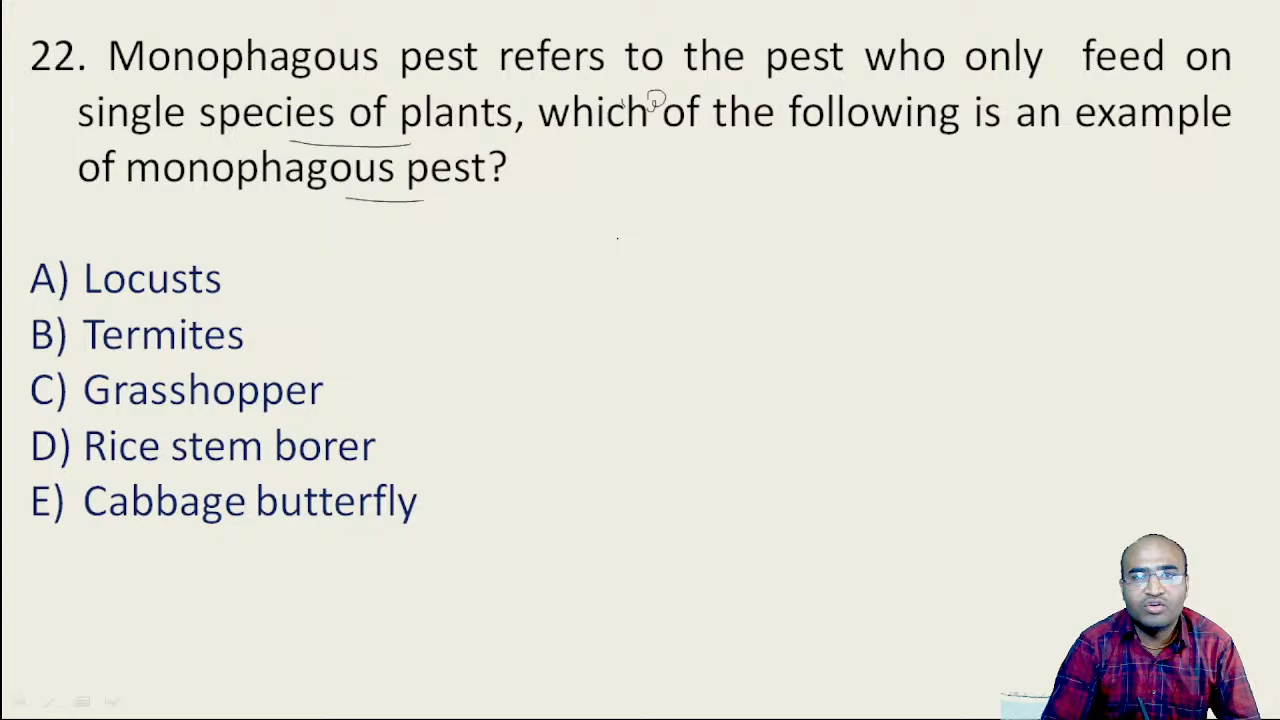 22. Monophagous pest refers to the pest who only feed on
single species of plants, which of the following is an example
of monophagous pest?
A) Locusts
B) Termites
C) Grasshopper
D) Rice stem borer
E) Cabbage butterfly